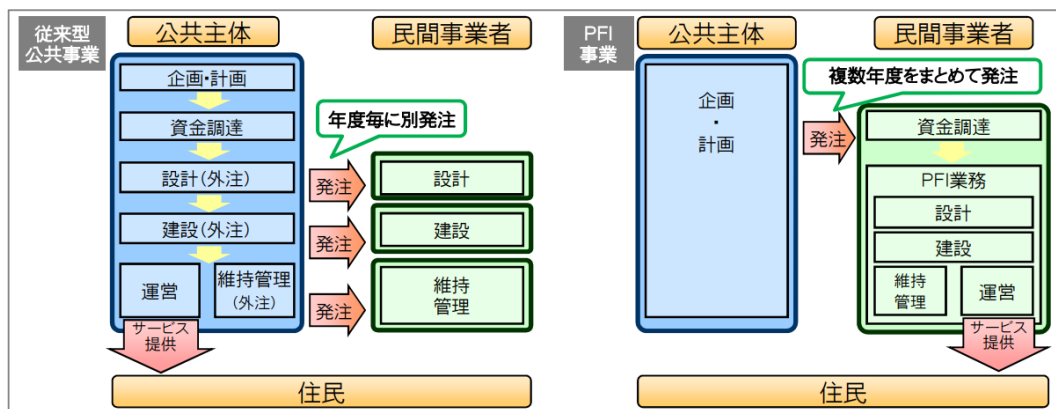 従来型
公共事業
公共主体
民間事業者
企画・計画
資金調達
設計(外注)
建設(外注)
運営
維持管理
(外注)
年度毎に別発注
発注
発注
発注
設計
建設
維持
管理
サービス
提供
住民
PFI
事業
公共主体
民間事業者
企画
・
計画
複数年度をまとめて発注
発注
資金調達
PFI業務
設計
建設
維持
管理
運営
サービス
提供
住民